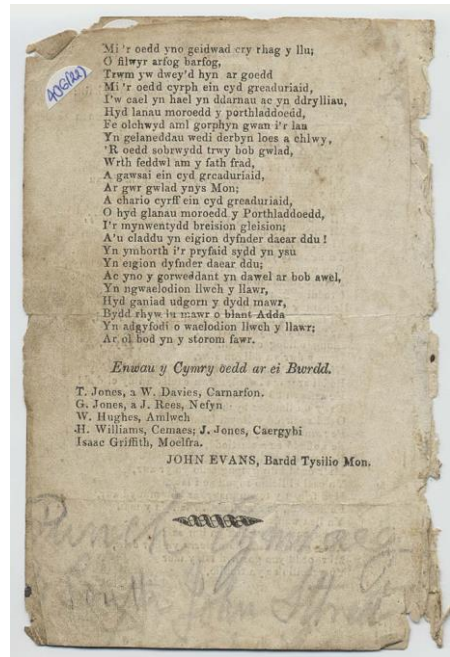 406(22)
Mi 'r oedd yno geidwad cry rhag y llu;
O filwyr arfog barfog,
Trwm yw dwey'd hyn ar goedd
Mi 'r oedd cyrph ein cyd greaduriaid,
I'w cael yn hael yn ddarnau ac yn ddrylliau,
Hyd lanau moroedd y porthladdoedd,
Fe olchwyd aml gorphyn gwan i'r lan
Yn gelaneddau wedi derbyn loes a chlwy,
'R oedd sobrwydd trwy bob gwlad,
Wrth feddwl am y fath frad,
A gawsai ein cyd greaduriaid,
Ar gwr gwlad ynys Mon;
A chario cyrff ein cyd greaduriaid,
O hyd glanau moroedd y Porthladdoedd,
I'r mynwentydd breision gleision;
A'u claddu yn eigion dyfnder daear ddu !
Yn ymborth i'r pryfaid sydd yn ysu
Yn eigion dyfnder daear ddu;
Ac yno y gorweddant yn dawel ar bob awel,
Yn ngwaelodion llwch y llawr,
Hyd ganiad udgorn y dydd mawr,
Bydd rhyw iu mawr o blant Adda
Yn adgyfodi o waelodion llwch y llawr;
Ar ol bod yn y storom fawr.
Enwau y Cymry oedd ar ei Bwrdd.
T. Jones, a W. Davies, Carnarfon.
G. Jones, a J. Rees, Nefyn
W. Hughes, Amlwch
H. Williams, Cemaes; J. Jones, Caergybi
Isaac Griffith, Moelfra.
JOHN EVANS, Bardd Tysilio Mon.
Punch Cymraeg
South John Street